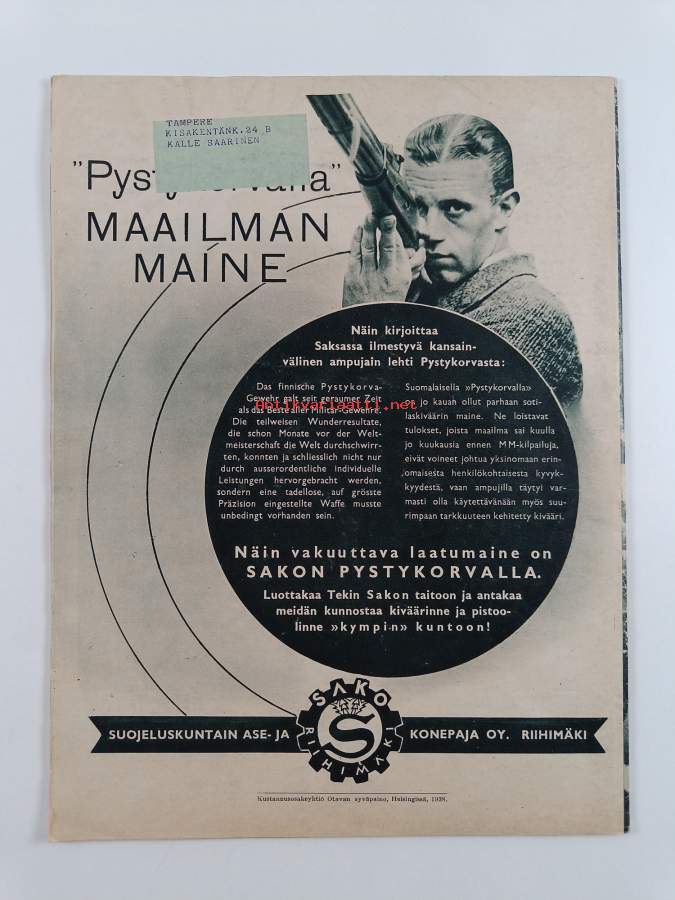 TAMPERE
KISAKENTÄNK. 24 B
KALLE SAARINEN
"Pystykorvalla"
MAAILMAN
MAINE
Näin kirjoittaa
Saksassa ilmestyvä kansain-
välinen ampujain lehti Pystykorvasta:
Das finnische Pystykorva-
Gewehr galt seit geraumer Zeit
als das Beste aller Militär-Gewehre.
Die teilweisen Wunderresultate,
die schon Monate vor der Welt-
meisterschaft die Welt durchschwirr-
ten, konnten ja schliesslich nicht nur
durch ausserordentliche individuelle
Leistungen hervorgebracht werden,
sondern eine tadellose, auf grösste
Präzision eingestellte Waffe musste
unbedingt vorhanden sein.
Suomalaisella »Pystykorvalla»
on jo kauan ollut parhaan soti-
laskiväärin maine. Ne loistavat
tulokset, joista maailma sai kuulla
jo kuukausia ennen MM-kilpailuja,
eivät voineet johtua yksinomaan erin-
omaisesta henkilökohtaisesta kyvyk-
kyydestä, vaan ampujilla täytyi var-
masti olla käytettävänään myös suu-
rimpaan tarkkuuteen kehitetty kivääri.
antikvariaatti.net
Näin vakuuttava laatumaine on
SAKON PYSTYKORVALLA.
Luottakaa Tekin Sakon taitoon ja antakaa
meidän kunnostaa kiväärinne ja pistoo-
linne »kympin» kuntoon!
SAKO
S
RIIHIMÄKI
SUOJELUSKUNTAIN ASE- JA KONEPAJA OY. RIIHIMÄKI
Kustannusosakeyhtiö Otavan syväpaino, Helsingissä, 1938.